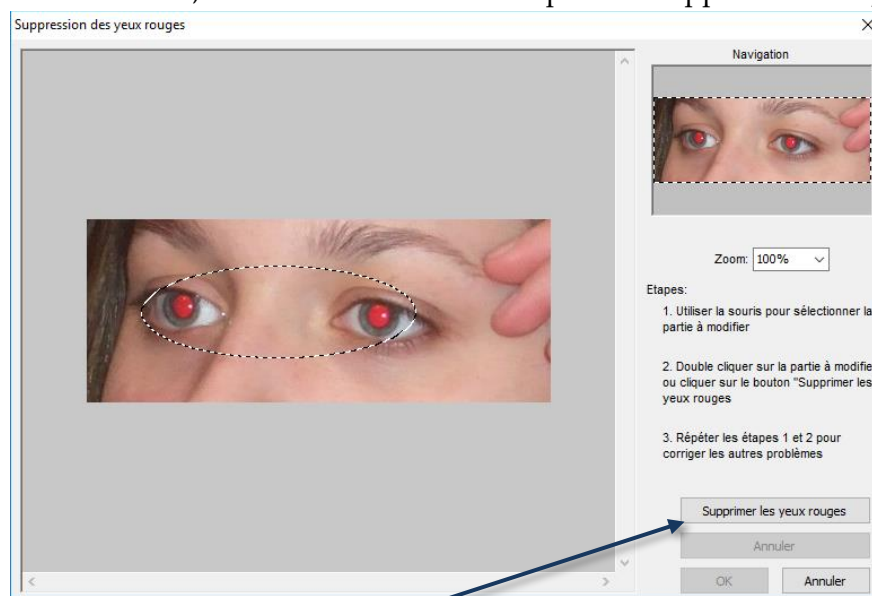 Suppression des yeux rouges
Navigation
Zoom: 100%
Etapes:
1. Utiliser la souris pour sélectionner la
partie à modifier
2. Double cliquer sur la partie à modifie
ou cliquer sur le bouton "Supprimer les
yeux rouges
3. Répéter les étapes 1 et 2 pour
corriger les autres problèmes
Supprimer les yeux rouges
Annuler
OK Annuler